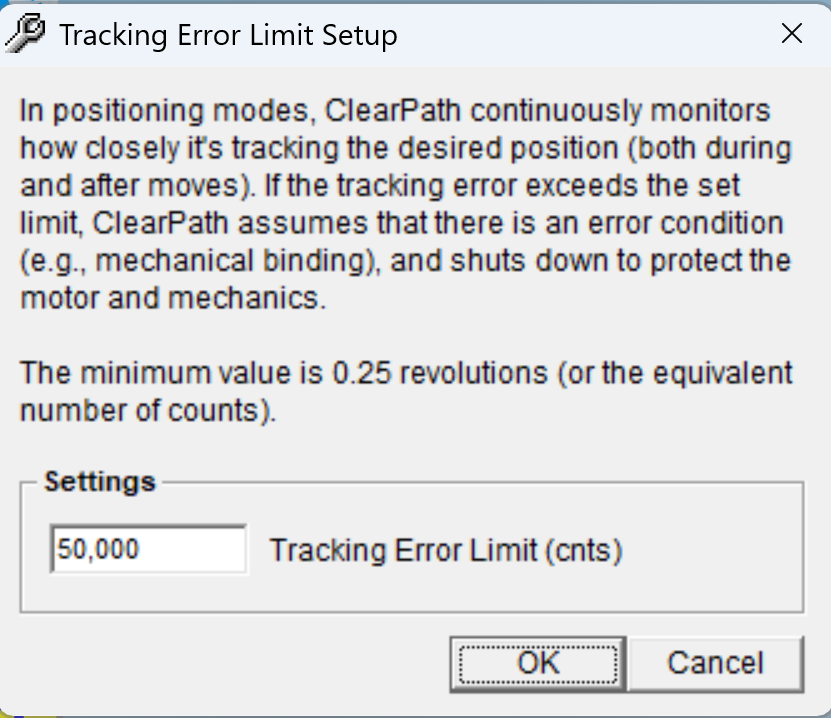 Tracking Error Limit Setup
In positioning modes, ClearPath continuously monitors
how closely it's tracking the desired position (both during
and after moves). If the tracking error exceeds the set
limit, ClearPath assumes that there is an error condition
(e.g., mechanical binding), and shuts down to protect the
motor and mechanics.
The minimum value is 0.25 revolutions (or the equivalent
number of counts).
Settings
50,000 Tracking Error Limit (cnts)
OK Cancel